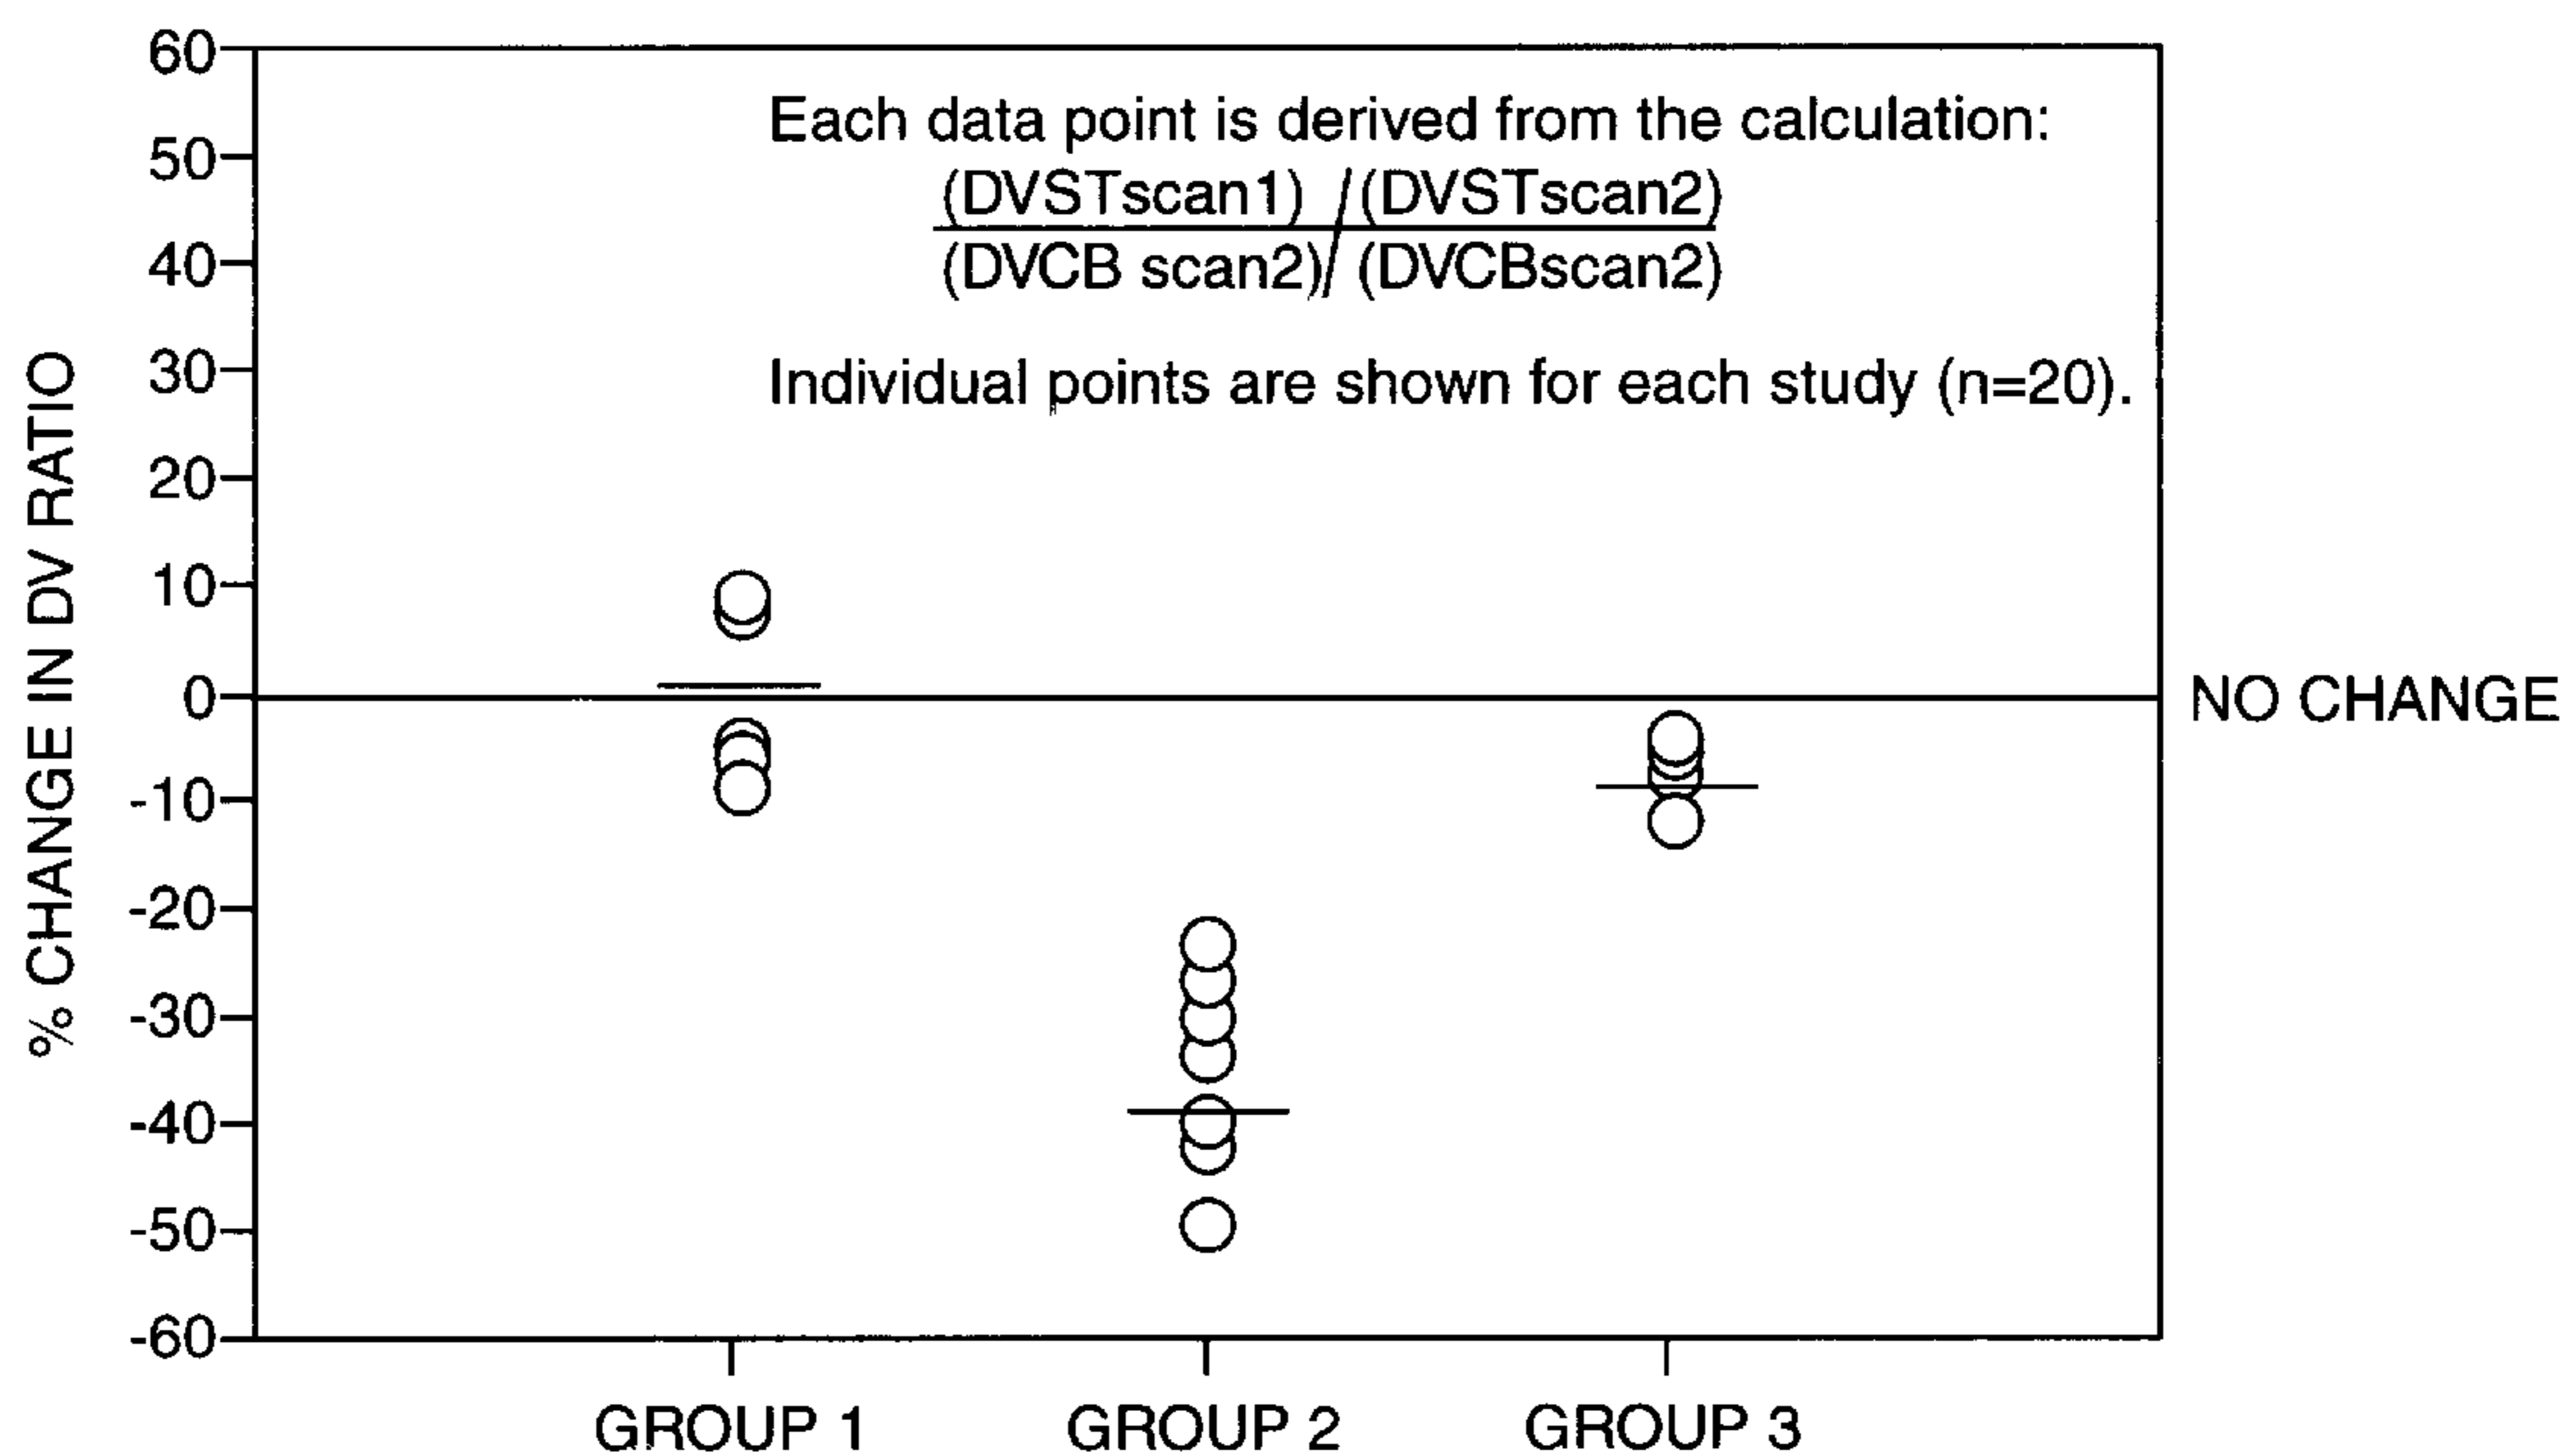 % CHANGE IN DV RATIO
60
50
40
30
20
10
0
-10
-20
-30
-40
-50
-60
Each data point is derived from the calculation:
(DVSTscan1) / (DVSTscan2)
(DVCB scan2) / (DVCBscan2)
Individual points are shown for each study (n=20).
NO CHANGE
GROUP 1 GROUP 2 GROUP 3